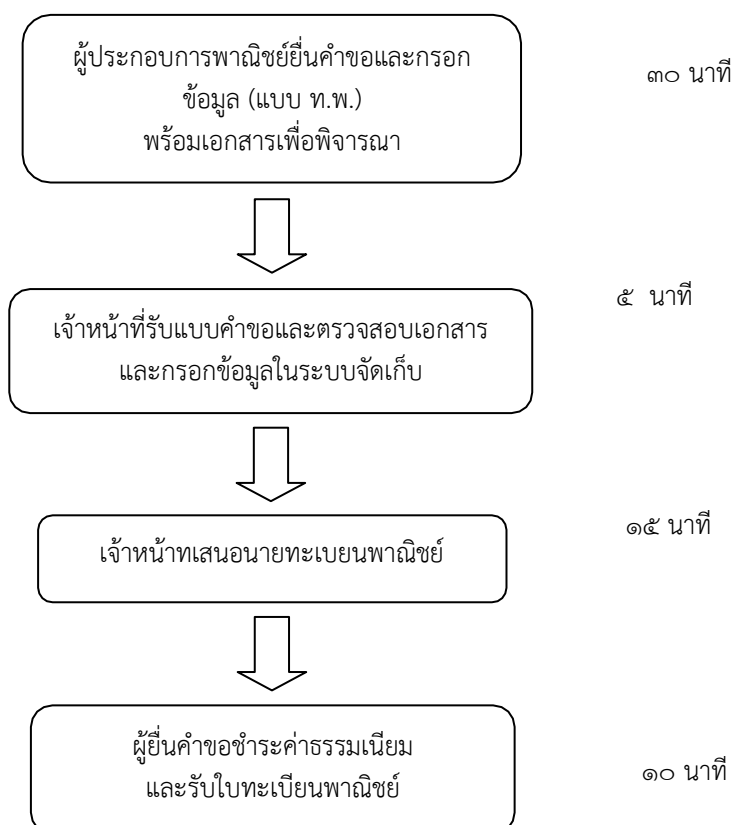 ผู้ประกอบการพาณิชย์ยื่นคำขอและกรอก
ข้อมูล (แบบ ท.พ.)
พร้อมเอกสารเพื่อพิจารณา
๓๐ นาที
เจ้าหน้าที่รับแบบคำขอและตรวจสอบเอกสาร
และกรอกข้อมูลในระบบจัดเก็บ
๕ นาที
เจ้าหน้าทเสนอนายทะเบยนพาณิชย์
๑๕ นาที
ผู้ยื่นคำขอชำระค่าธรรมเนียม
และรับใบทะเบียนพาณิชย์
๑๐ นาที